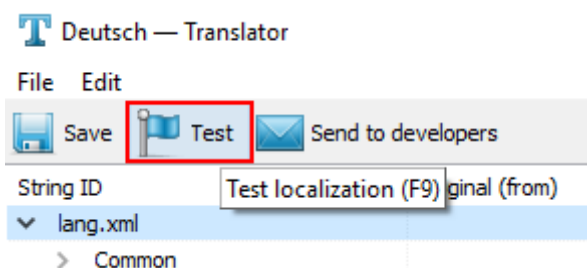 Deutsch — Translator
File Edit
Save Test Send to developers
String ID ginal (from)
Test localization (F9)
lang.xml
Common